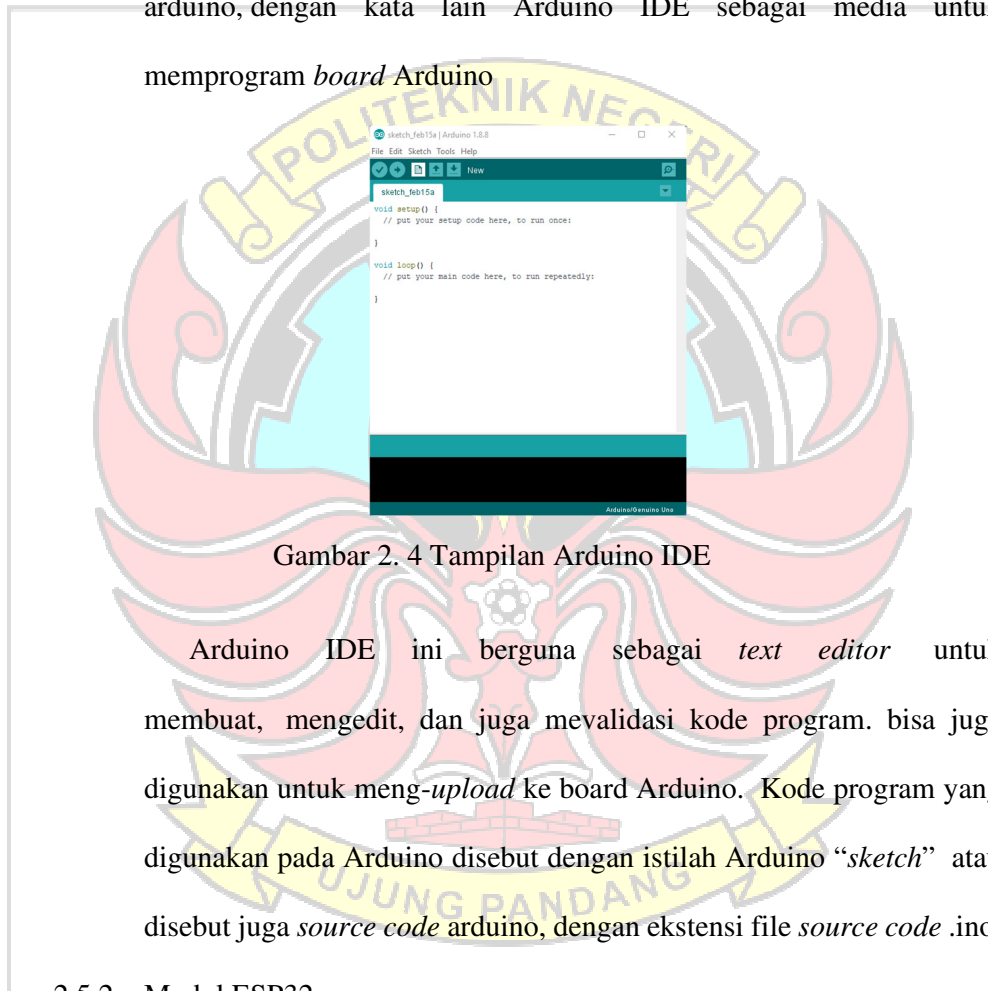 arduino, dengan kata lain Arduino IDE sebagai media
memprogram board Arduino
POLITEKNIK NEGERI
sketch_feb15a | Arduino 1.8.8
File Edit Sketch Tools Help
New
sketch_feb15a
void setup() {
// put your setup code here, to run once:
}
void loop() {
// put your main code here, to run repeatedly:
}
Arduino/Genuino Uno
Gambar 2. 4 Tampilan Arduino IDE
Arduino IDE ini berguna sebagai text editor
membuat, mengedit, dan juga mevalidasi kode program. bisa
digunakan untuk meng-upload ke board Arduino. Kode program
digunakan pada Arduino disebut dengan istilah Arduino “sketch”
disebut juga source code arduino, dengan ekstensi file source code .ino
UJUNG PANDANG
2.5.2 Modul ESP32